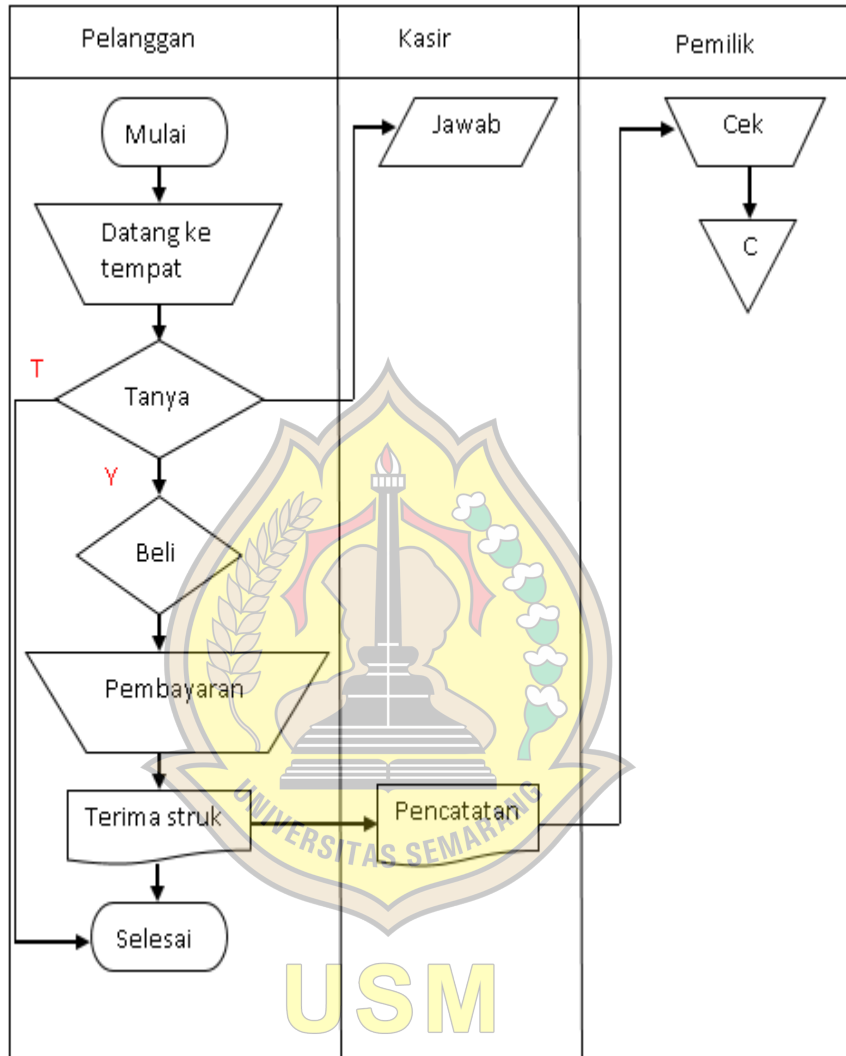 Pelanggan
Kasir
Pemilik
Mulai
Jawab
Cek
Datang ke
tempat
C
T
Tanya
Y
Beli
Pembayaran
Terima struk
Pencatatan
UNIVERSITAS SEMARANG
Selesai
USM